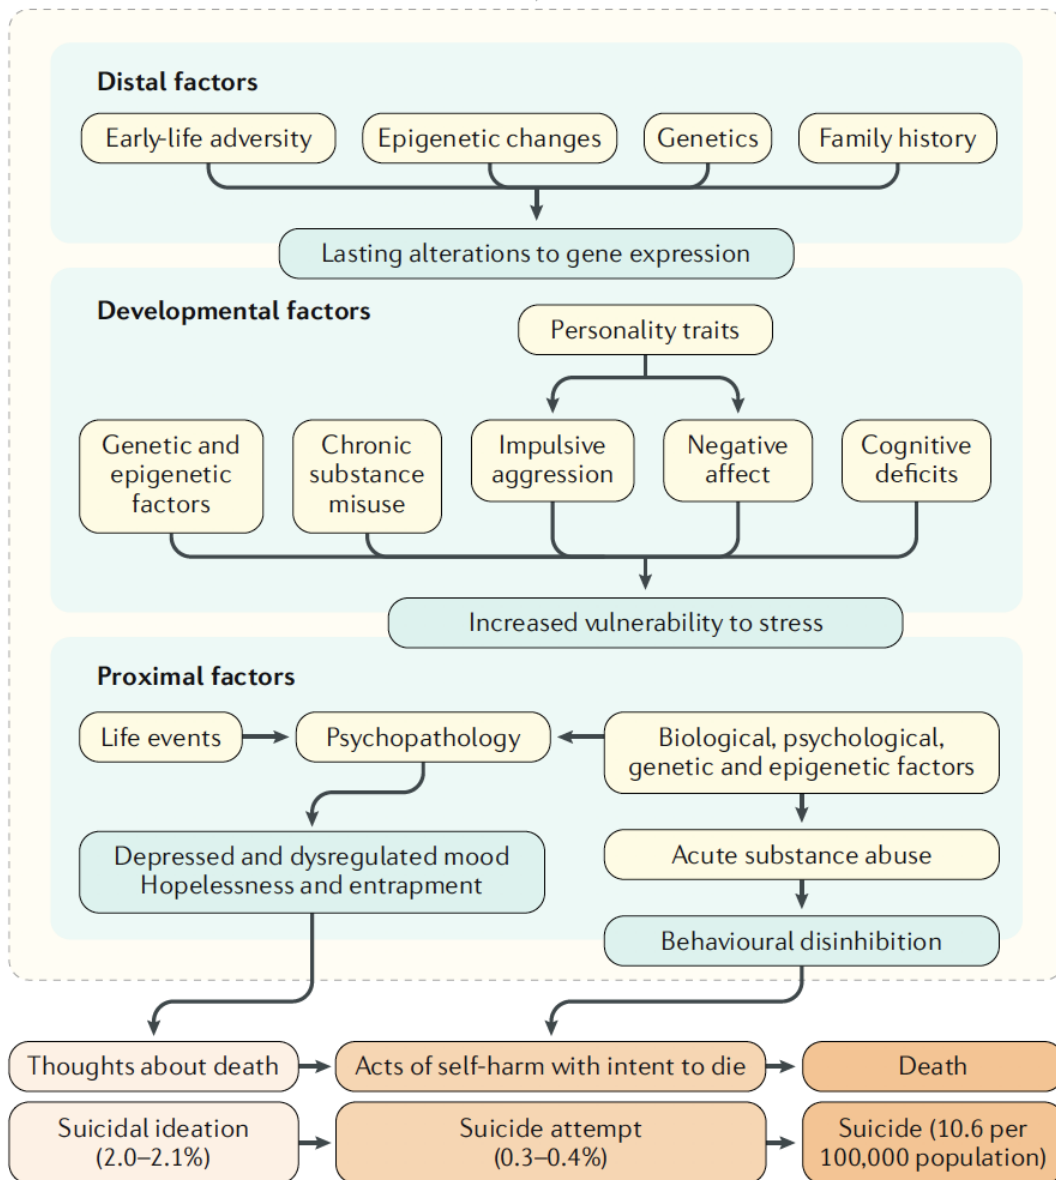 Distal factors
Early-life adversity
Epigenetic changes
Genetics
Family history
Lasting alterations to gene expression
Developmental factors
Personality traits
Genetic and
epigenetic
factors
Chronic
substance
misuse
Impulsive
aggression
Negative
affect
Cognitive
deficits
Increased vulnerability to stress
Proximal factors
Life events
Psychopathology
Biological, psychological,
genetic and epigenetic factors
Depressed and dysregulated mood
Hopelessness and entrapment
Acute substance abuse
Behavioural disinhibition
Thoughts about death
Acts of self-harm with intent to die
Death
Suicidal ideation
(2.0–2.1%)
Suicide attempt
(0.3–0.4%)
Suicide (10.6 per
100,000 population)